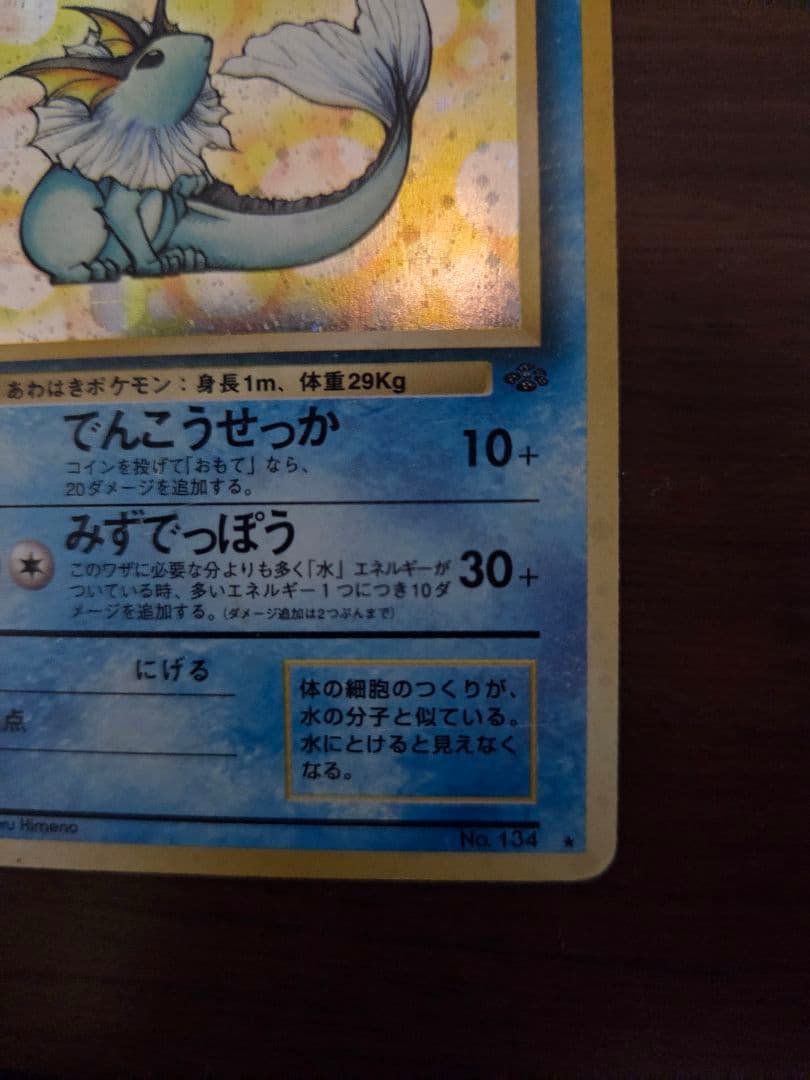 あわはきポケモン：身長1m、体重29Kg
でんこうせっか 10+
コインを投げて「おもて」なら、
20ダメージを追加する。
みずでっぽう 30+
このワザに必要な分よりも多く「水」エネルギーが
ついている時、多いエネルギー1つにつき10ダ
メージを追加する。（ダメージ追加は2つぶんまで）
にげる
点
体の細胞のつくりが、
水の分子と似ている。
水にとけると見えなく
なる。
Himeno
No. 134 ★